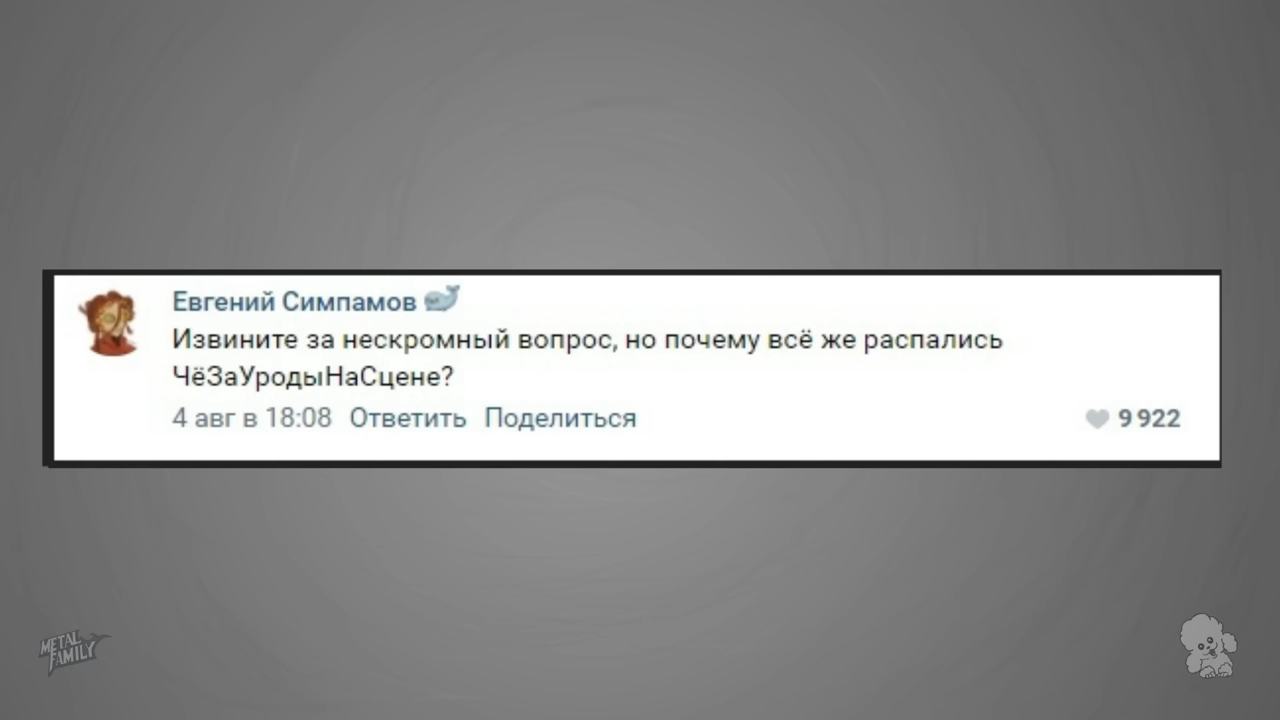 Евгений Симпамов
Извините за нескромный вопрос, но почему всё же распались
ЧёЗаУродыНаСцене?
4 авг в 18:08 Ответить Поделиться 9 922
METAL
FAMILY